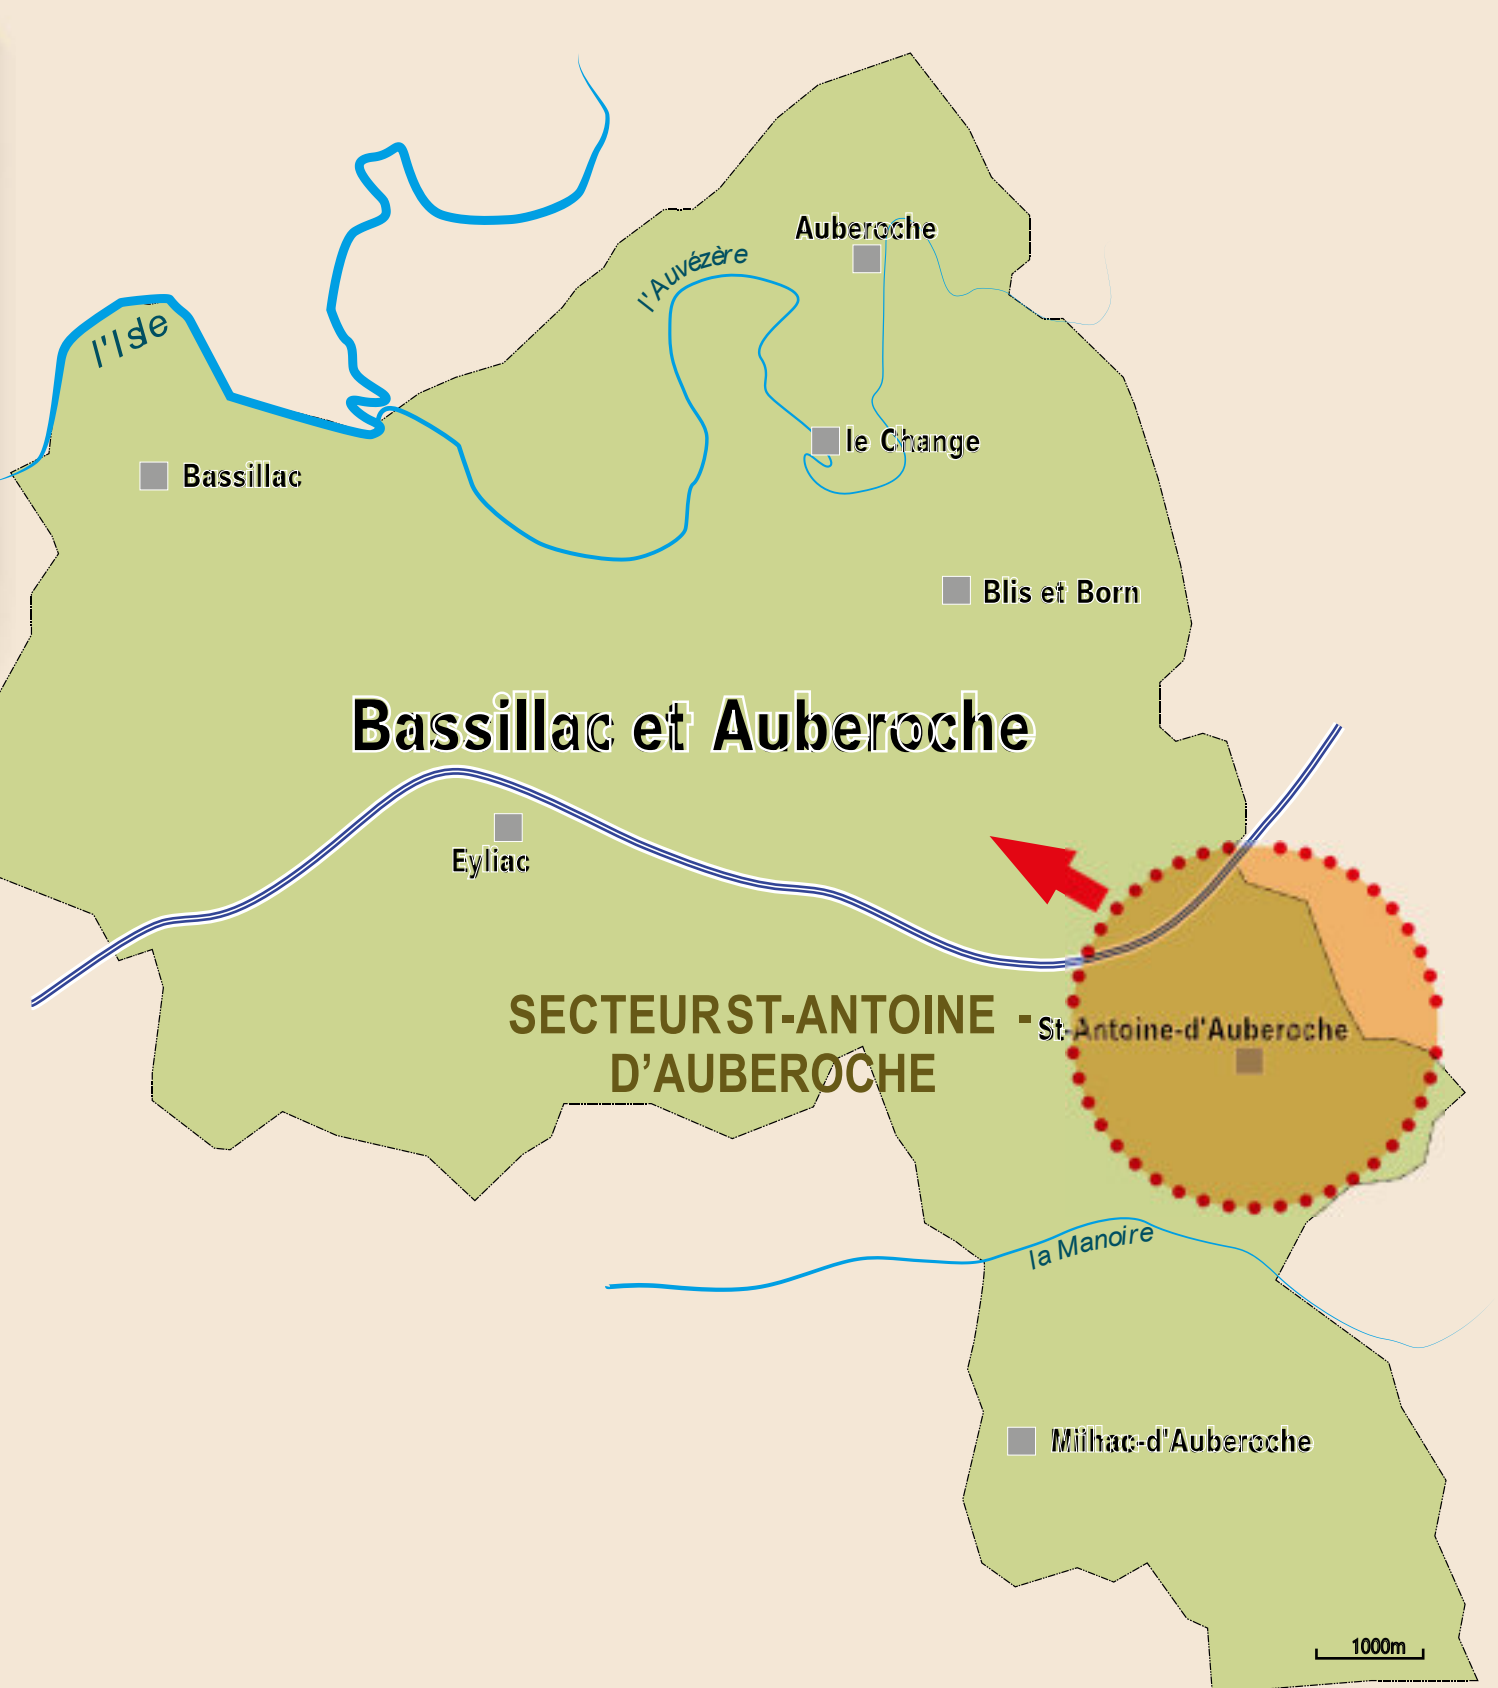 Auberoche
l'Auvézère
l'Isle
le Change
Bassillac
Blis et Born
Bassillac et Auberoche
Eyliac
SECTEUR ST-ANTOINE -
D’AUBEROCHE
St-Antoine-d'Auberoche
la Manoire
Milhac-d'Auberoche
1000m